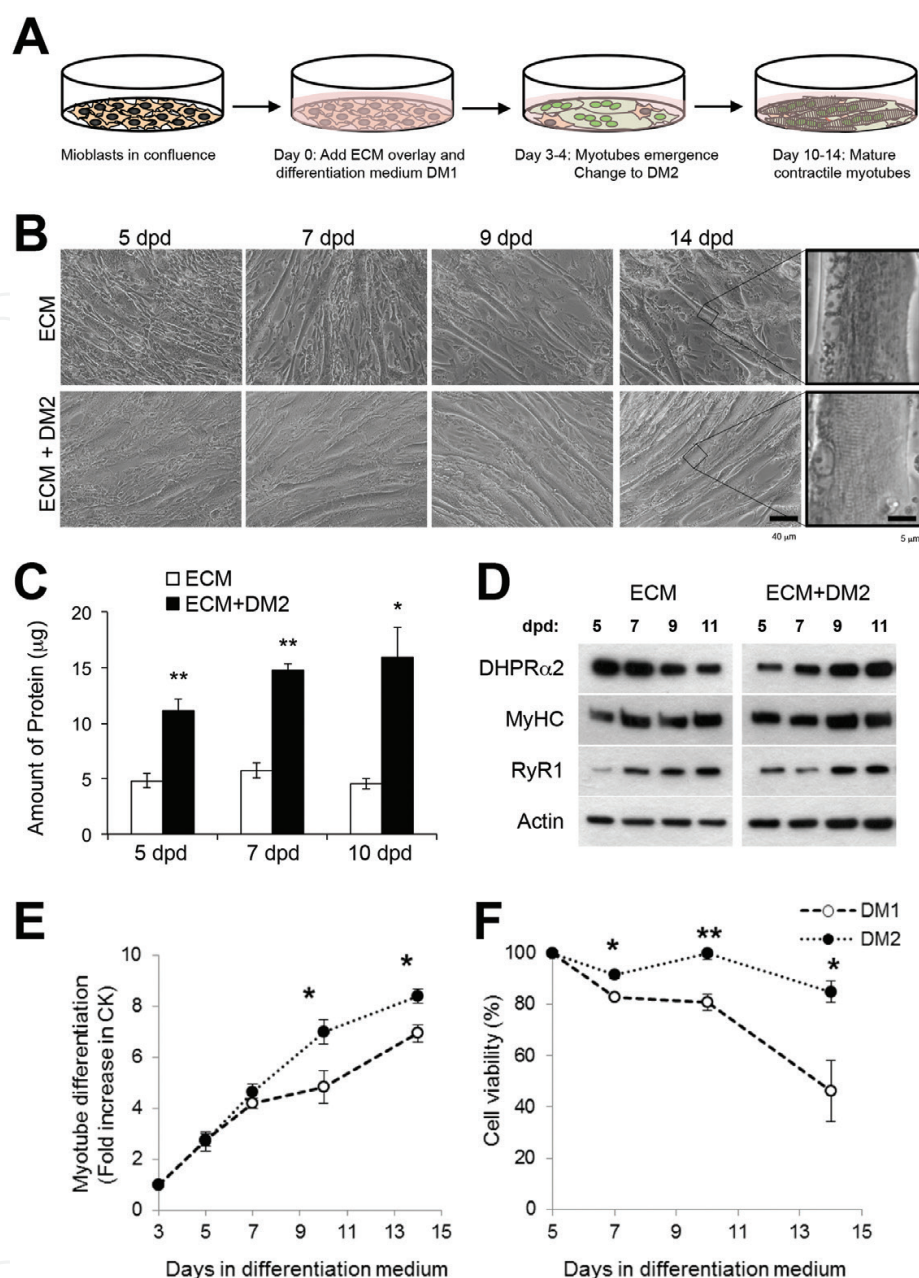 A
Mioblasts in confluence
Day 0: Add ECM overlay and
differentiation medium DM1
Day 3-4: Myotubes emergence
Change to DM2
Day 10-14: Mature
contractile myotubes
B
5 dpd 7 dpd 9 dpd 14 dpd
ECM
ECM + DM2
40 μm 5 μm
C
ECM
ECM+DM2
Amount of Protein (μg)
20
15
10
5
0
** ** *
5 dpd 7 dpd 10 dpd
D
ECM ECM+DM2
dpd: 5 7 9 11 5 7 9 11
DHPRα2
MyHC
RyR1
Actin
E
Myotube differentiation
(Fold increase in CK)
10
8
6
4
2
0
* *
3 5 7 9 11 13 15
Days in differentiation medium
F
DM1
DM2
Cell viability (%)
100
80
60
40
20
0
* ** *
5 7 9 11 13 15
Days in differentiation medium